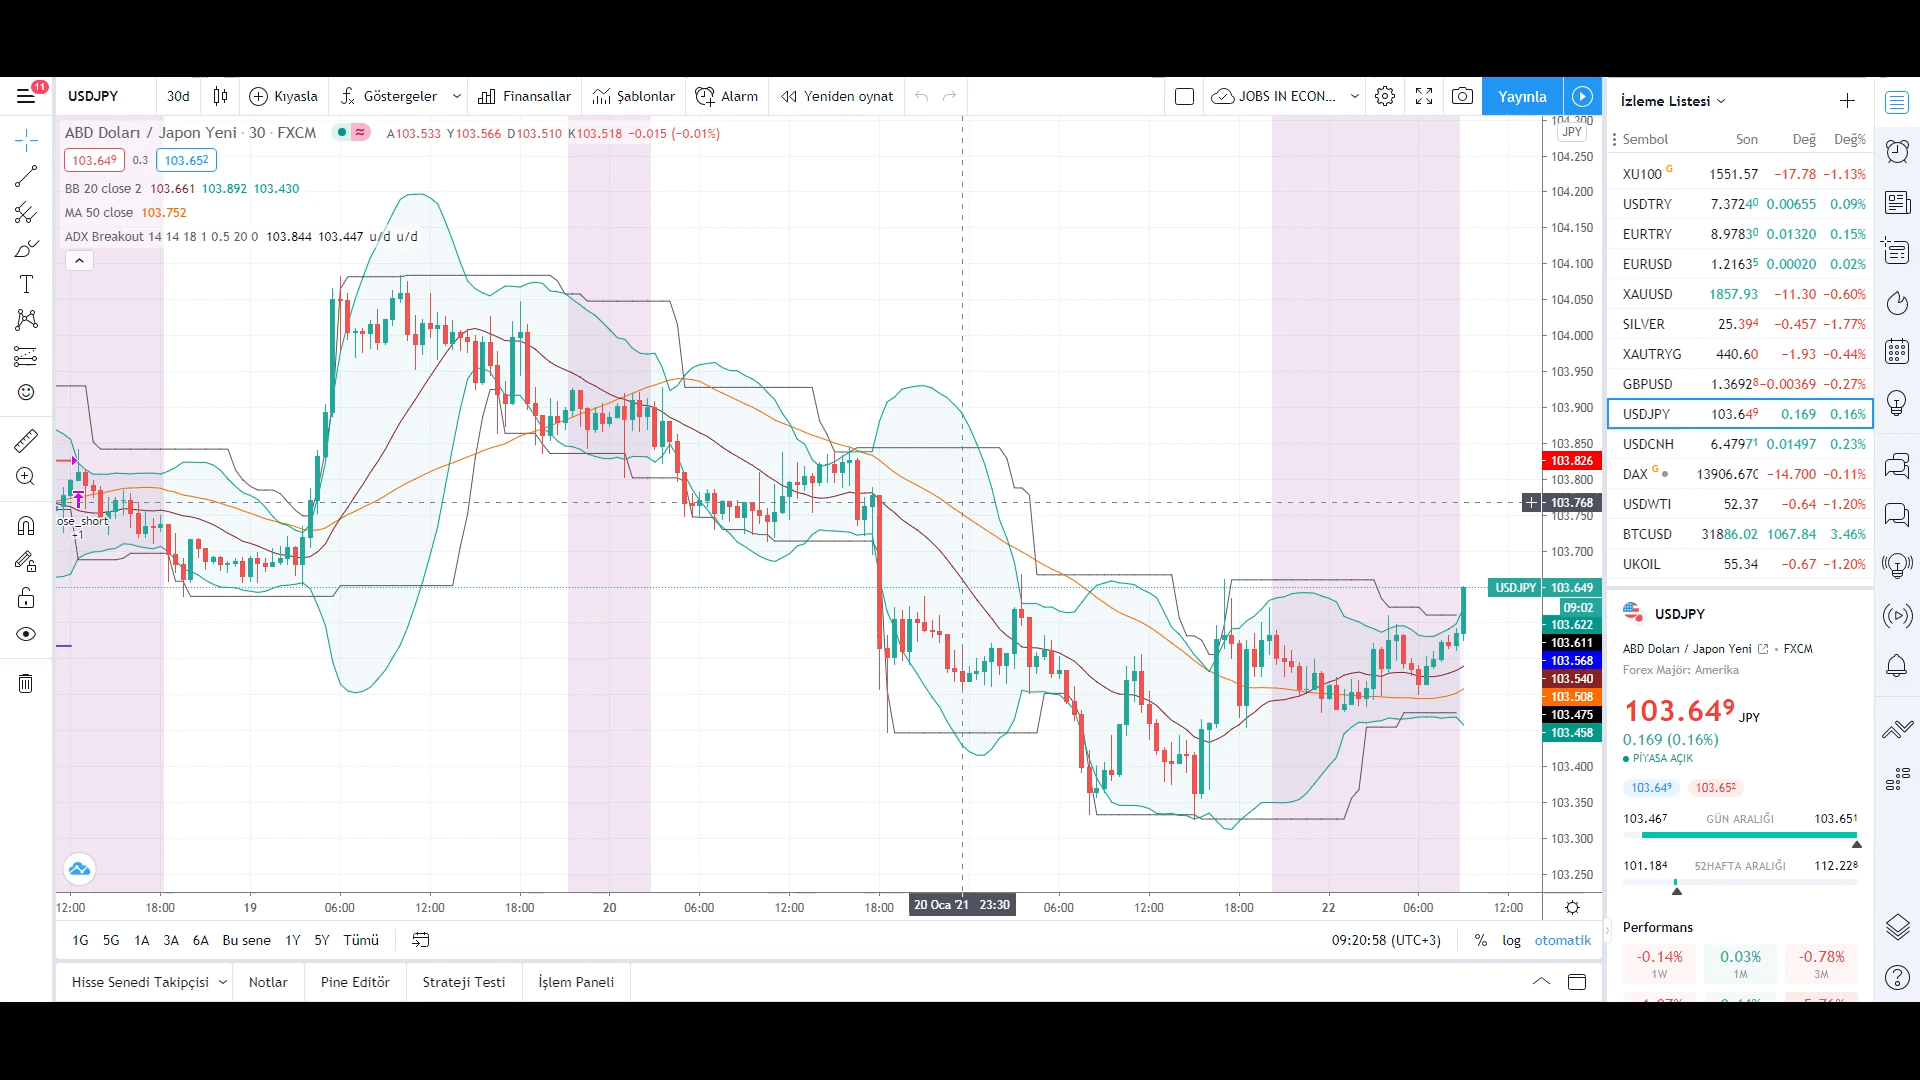 11
USDJPY
30d
Kıyasla
Göstergeler
Finansallar
Şablonlar
Alarm
Yeniden oynat
JOBS IN ECON...
Yayınla
ABD Doları / Japon Yeni · 30 · FXCM
A103.533 Y103.566 D103.510 K103.518 −0.015 (−0.01%)
103.649 0.3 103.652
BB 20 close 2 103.661 103.892 103.430
MA 50 close 103.752
ADX Breakout 14 14 18 1 0.5 20 0 103.844 103.447 u/d u/d
ose_short
+1
104.300
JPY
104.250
104.200
104.150
104.100
104.050
104.000
103.950
103.900
103.850
103.826
103.800
103.768
103.750
103.700
USDJPY 103.649
09:02
103.622
103.611
103.568
103.540
103.508
103.475
103.458
103.400
103.350
103.300
103.250
12:00 18:00 19 06:00 12:00 18:00 20 06:00 12:00 18:00 20 Oca '21 23:30 06:00 12:00 18:00 22 06:00 12:00
1G 5G 1A 3A 6A Bu sene 1Y 5Y Tümü
09:20:58 (UTC+3) % log otomatik
Hisse Senedi Takipçisi Notlar Pine Editör Strateji Testi İşlem Paneli
İzleme Listesi
Sembol Son Değ Değ%
XU100 G 1551.57 −17.78 −1.13%
USDTRY 7.37240 0.00655 0.09%
EURTRY 8.97830 0.01320 0.15%
EURUSD 1.21635 0.00020 0.02%
XAUUSD 1857.93 −11.30 −0.60%
SILVER 25.394 −0.457 −1.77%
XAUTRYG 440.60 −1.93 −0.44%
GBPUSD 1.36928 −0.00369 −0.27%
USDJPY 103.649 0.169 0.16%
USDCNH 6.47971 0.01497 0.23%
DAX G 13906.670 −14.700 −0.11%
USDWTI 52.37 −0.64 −1.20%
BTCUSD 31886.02 1067.84 3.46%
UKOIL 55.34 −0.67 −1.20%
USDJPY
ABD Doları / Japon Yeni • FXCM
Forex Majör: Amerika
103.649 JPY
0.169 (0.16%)
PİYASA AÇIK
103.649 103.652
103.467 GÜN ARALIĞI 103.651
101.184 52HAFTA ARALIĞI 112.228
Performans
-0.14% 0.03% -0.78%
1W 1M 3M